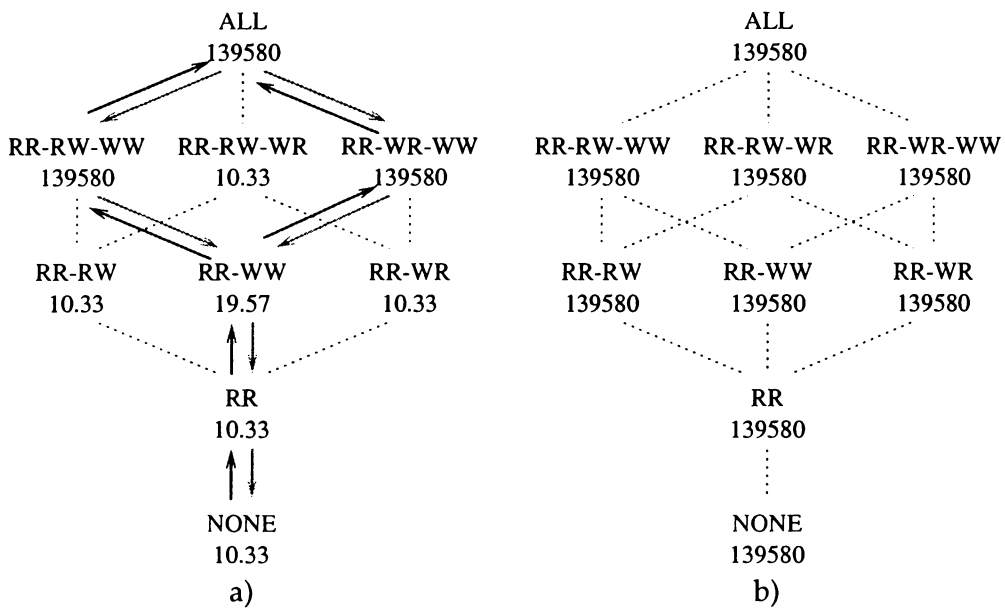 ALL
139580
RR-RW-WW RR-RW-WR RR-WR-WW
139580 10.33 139580
RR-RW RR-WW RR-WR
10.33 19.57 10.33
RR
10.33
NONE
10.33
a)
ALL
139580
RR-RW-WW RR-RW-WR RR-WR-WW
139580 139580 139580
RR-RW RR-WW RR-WR
139580 139580 139580
RR
139580
NONE
139580
b)